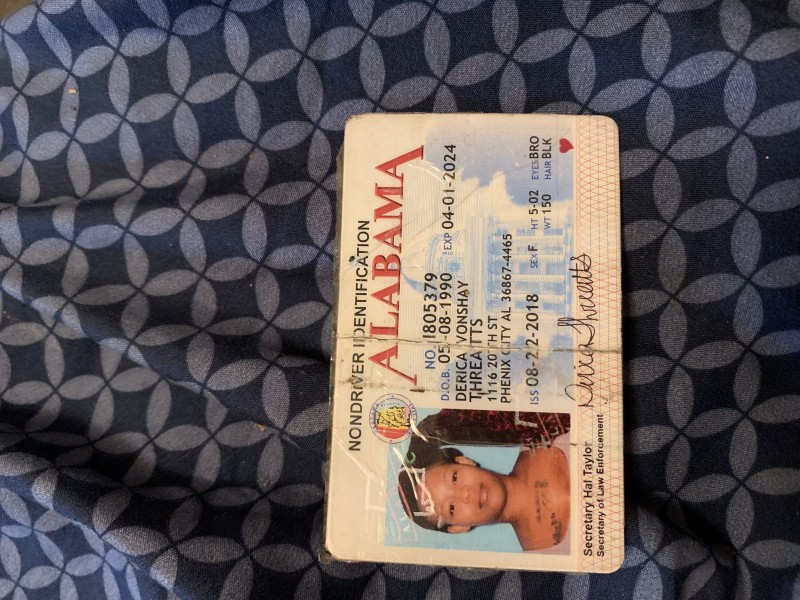 NONDRIVER IDENTIFICATION
ALABAMA
NO. 1805379
D.O.B. 05-08-1990 EXP 04-01-2024
DERICA VONSHAY
THREATTS
1116 20TH ST
PHENIX CITY AL 36867-4465
SEX F HT 5-02 EYES BRO
WT 150 HAIR BLK
ISS 08-22-2018
Derica Threatts
Secretary Hal Taylor
Secretary of Law Enforcement